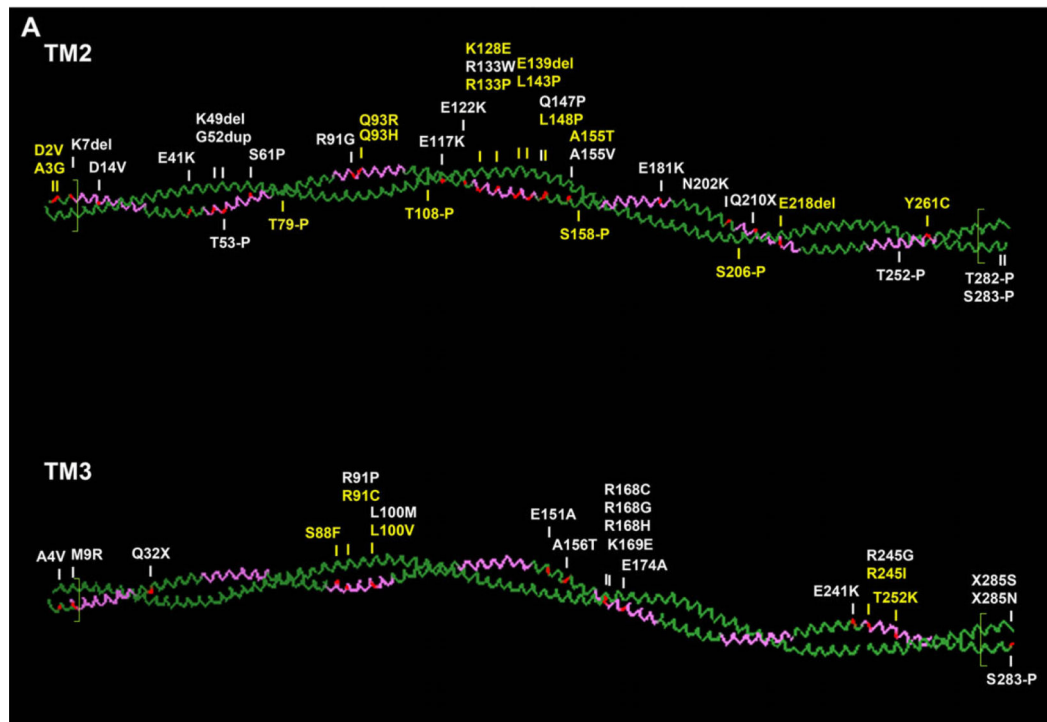 A
TM2
K128E
R133W
R133P
E139del
L143P
Q147P
L148P
K49del
G52dup
Q93R
Q93H
E122K
A155T
A155V
D2V
A3G
K7del
D14V
E41K
S61P
R91G
E117K
E181K
N202K
Q210X
E218del
Y261C
T53-P
T79-P
T108-P
S158-P
S206-P
T252-P
T282-P
S283-P
TM3
R91P
R91C
L100M
L100V
S88F
R168C
R168G
R168H
K169E
E174A
E151A
A156T
A4V
M9R
Q32X
E241K
R245G
R245I
T252K
X285S
X285N
S283-P